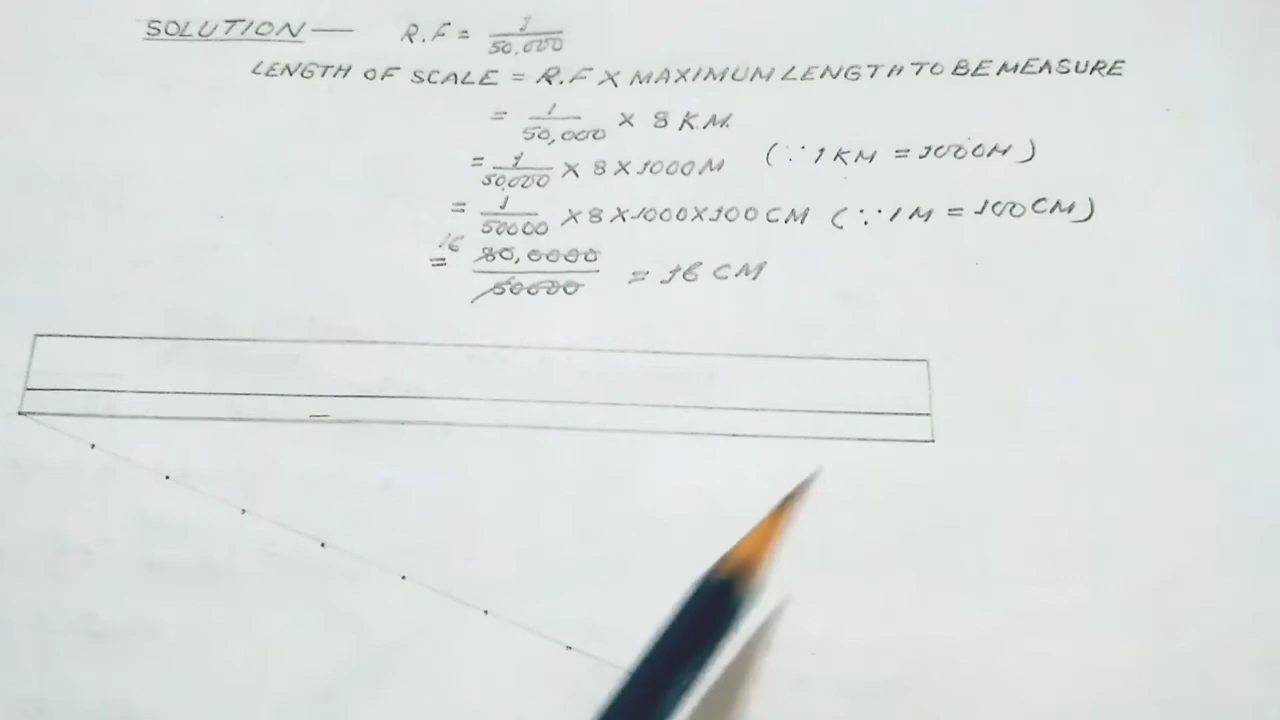 SOLUTION — R.F = 1/50,000
LENGTH OF SCALE = R.F X MAXIMUM LENGTH TO BE MEASURE
= 1/50,000 X 8 K.M.
= 1/50,000 X 8 X 1000 M (∵ 1 KM = 1000 M)
= 1/50000 X 8 X 1000 X 100 CM (∵ 1 M = 100 CM)
16
= 80,0000/50000 = 16 CM